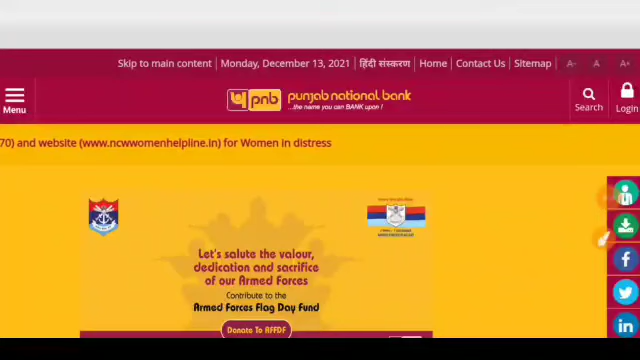 Skip to main content | Monday, December 13, 2021 | हिंदी संस्करण | Home | Contact Us | Sitemap | A- A A+
Menu
pnb punjab national bank
...the name you can BANK upon !
Search
Login
70) and website (www.ncwwomenhelpline.in) for Women in distress
Let's salute the valour,
dedication and sacrifice
of our Armed Forces
Contribute to the
Armed Forces Flag Day Fund
Donate To AFFDF